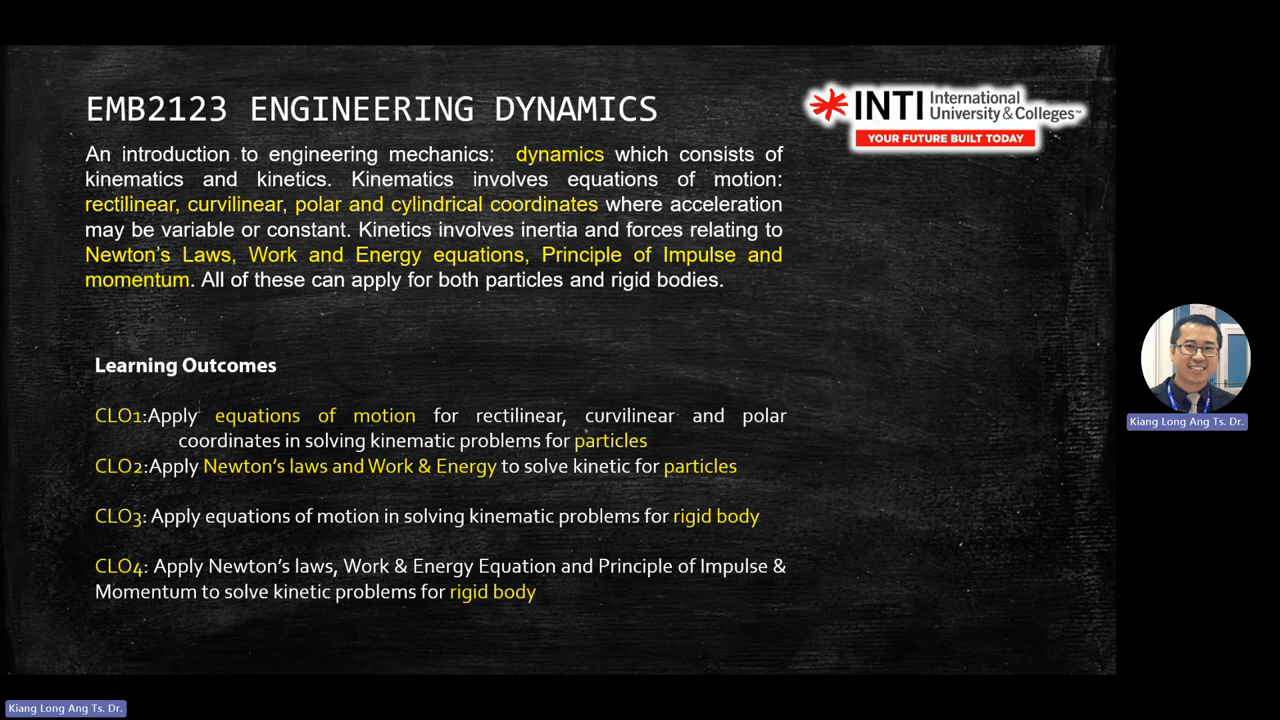 EMB2123 ENGINEERING DYNAMICS
INTI International
University & Colleges™
YOUR FUTURE BUILT TODAY
An introduction to engineering mechanics: dynamics which consists of
kinematics and kinetics. Kinematics involves equations of motion:
rectilinear, curvilinear, polar and cylindrical coordinates where acceleration
may be variable or constant. Kinetics involves inertia and forces relating to
Newton's Laws, Work and Energy equations, Principle of Impulse and
momentum. All of these can apply for both particles and rigid bodies.
Learning Outcomes
CLO1:Apply equations of motion for rectilinear, curvilinear and polar
coordinates in solving kinematic problems for particles
CLO2:Apply Newton's laws and Work & Energy to solve kinetic for particles
CLO3: Apply equations of motion in solving kinematic problems for rigid body
CLO4: Apply Newton's laws, Work & Energy Equation and Principle of Impulse &
Momentum to solve kinetic problems for rigid body
Kiang Long Ang Ts. Dr.
Kiang Long Ang Ts. Dr.